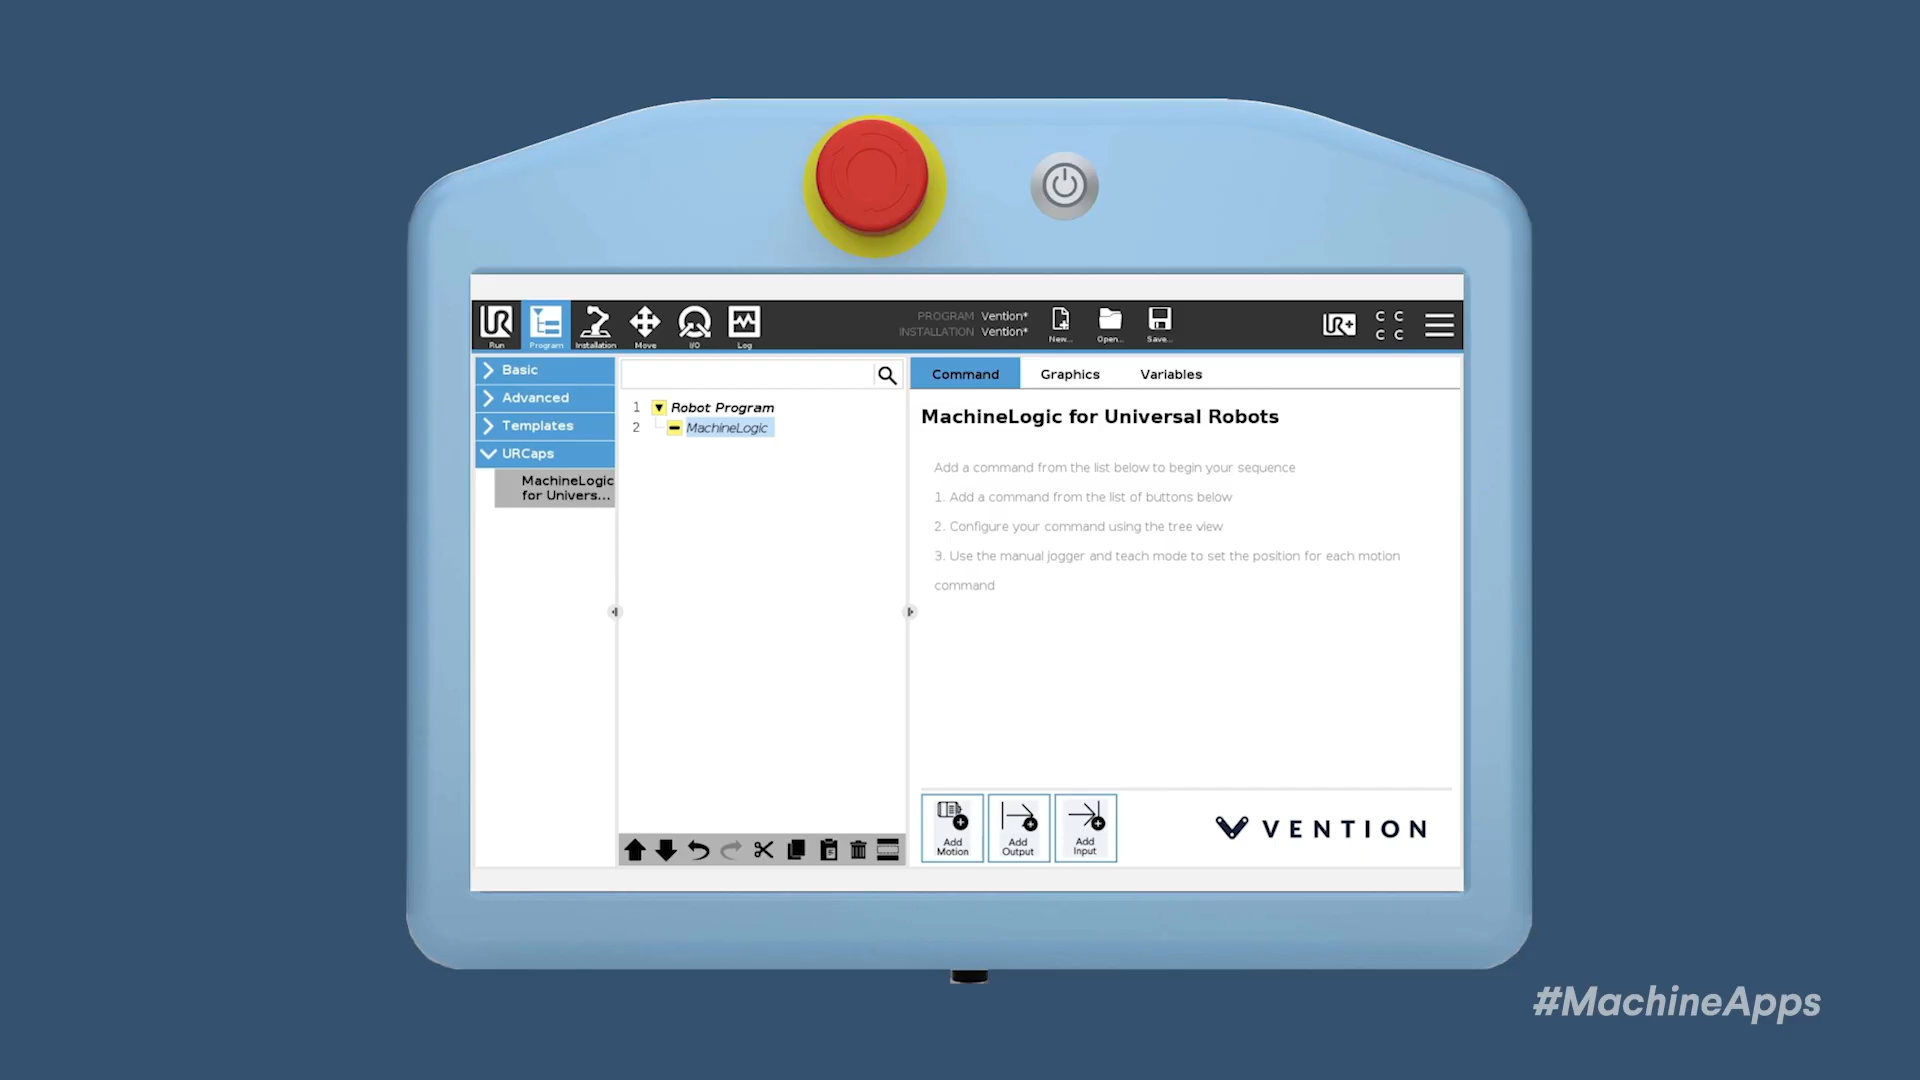 UR
Run
Program
Installation
Move
I/O
Log
PROGRAM Vention*
INSTALLATION Vention*
New...
Open...
Save...
UR+
C C
C C
Basic
Advanced
Templates
URCaps
MachineLogic
for Univers...
1 Robot Program
2 MachineLogic
Command Graphics Variables
MachineLogic for Universal Robots
Add a command from the list below to begin your sequence
1. Add a command from the list of buttons below
2. Configure your command using the tree view
3. Use the manual jogger and teach mode to set the position for each motion
command
Add
Motion
Add
Output
Add
Input
VENTION
#MachineApps